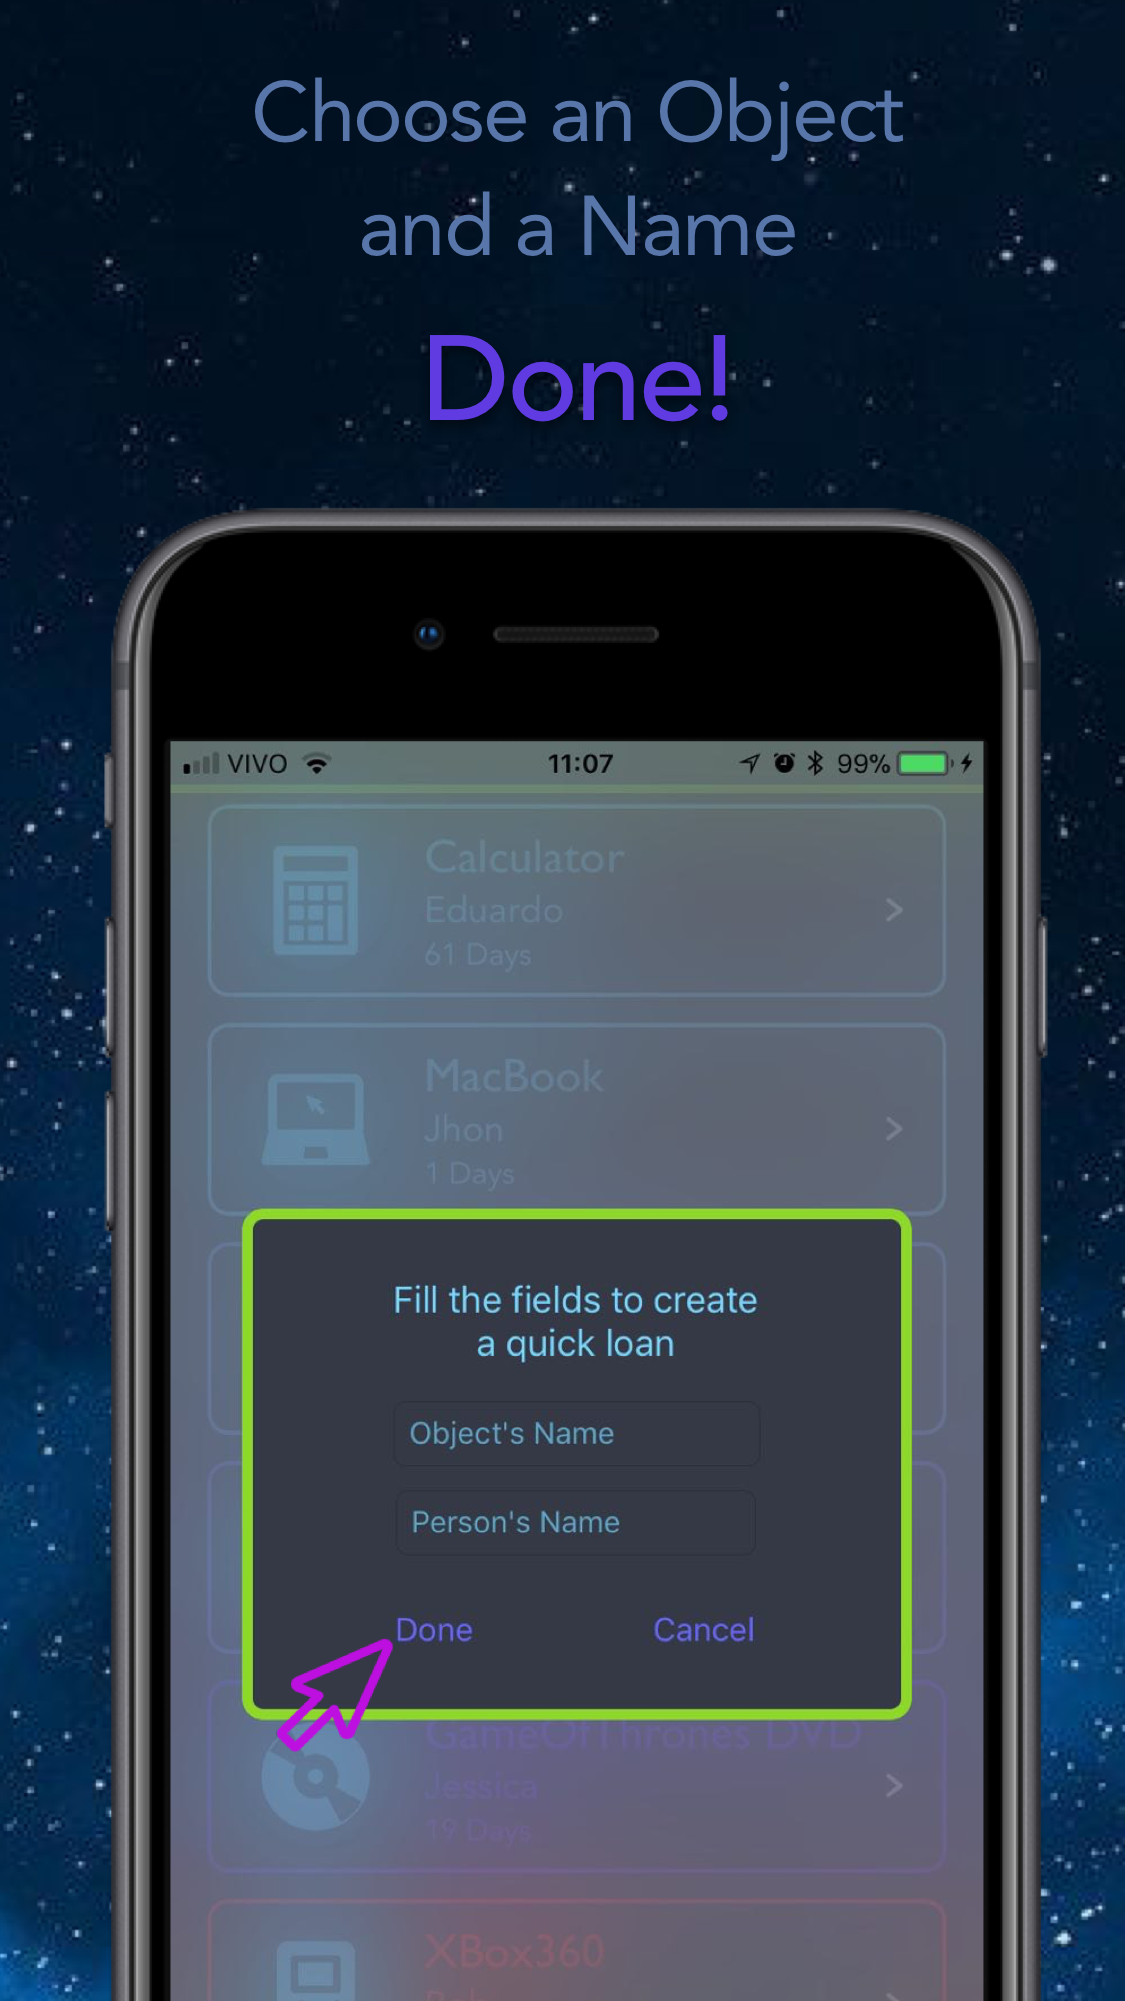 Choose an Object
and a Name
Done!
VIVO 11:07 99%
Calculator
Eduardo
61 Days
MacBook
Jhon
1 Days
Fill the fields to create
a quick loan
Object's Name
Person's Name
Done Cancel
GameOfThrones DVD
Jessica
19 Days
XBox360